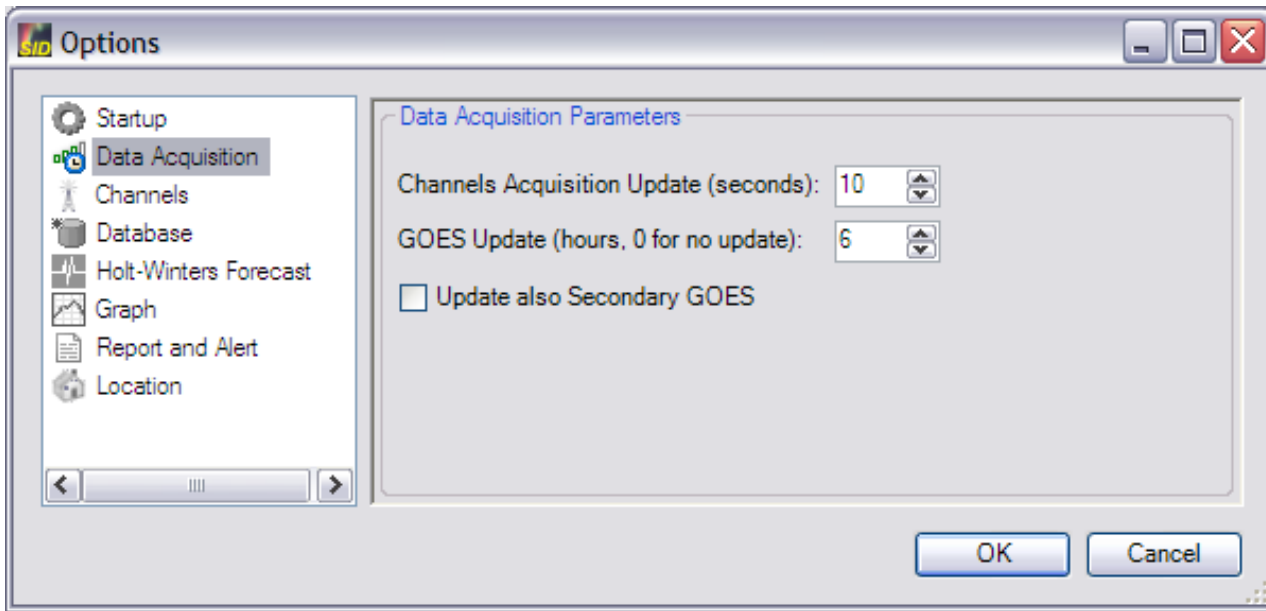 SID Options
Startup
Data Acquisition
Channels
Database
Holt-Winters Forecast
Graph
Report and Alert
Location
Data Acquisition Parameters
Channels Acquisition Update (seconds): 10
GOES Update (hours, 0 for no update): 6
Update also Secondary GOES
OK Cancel